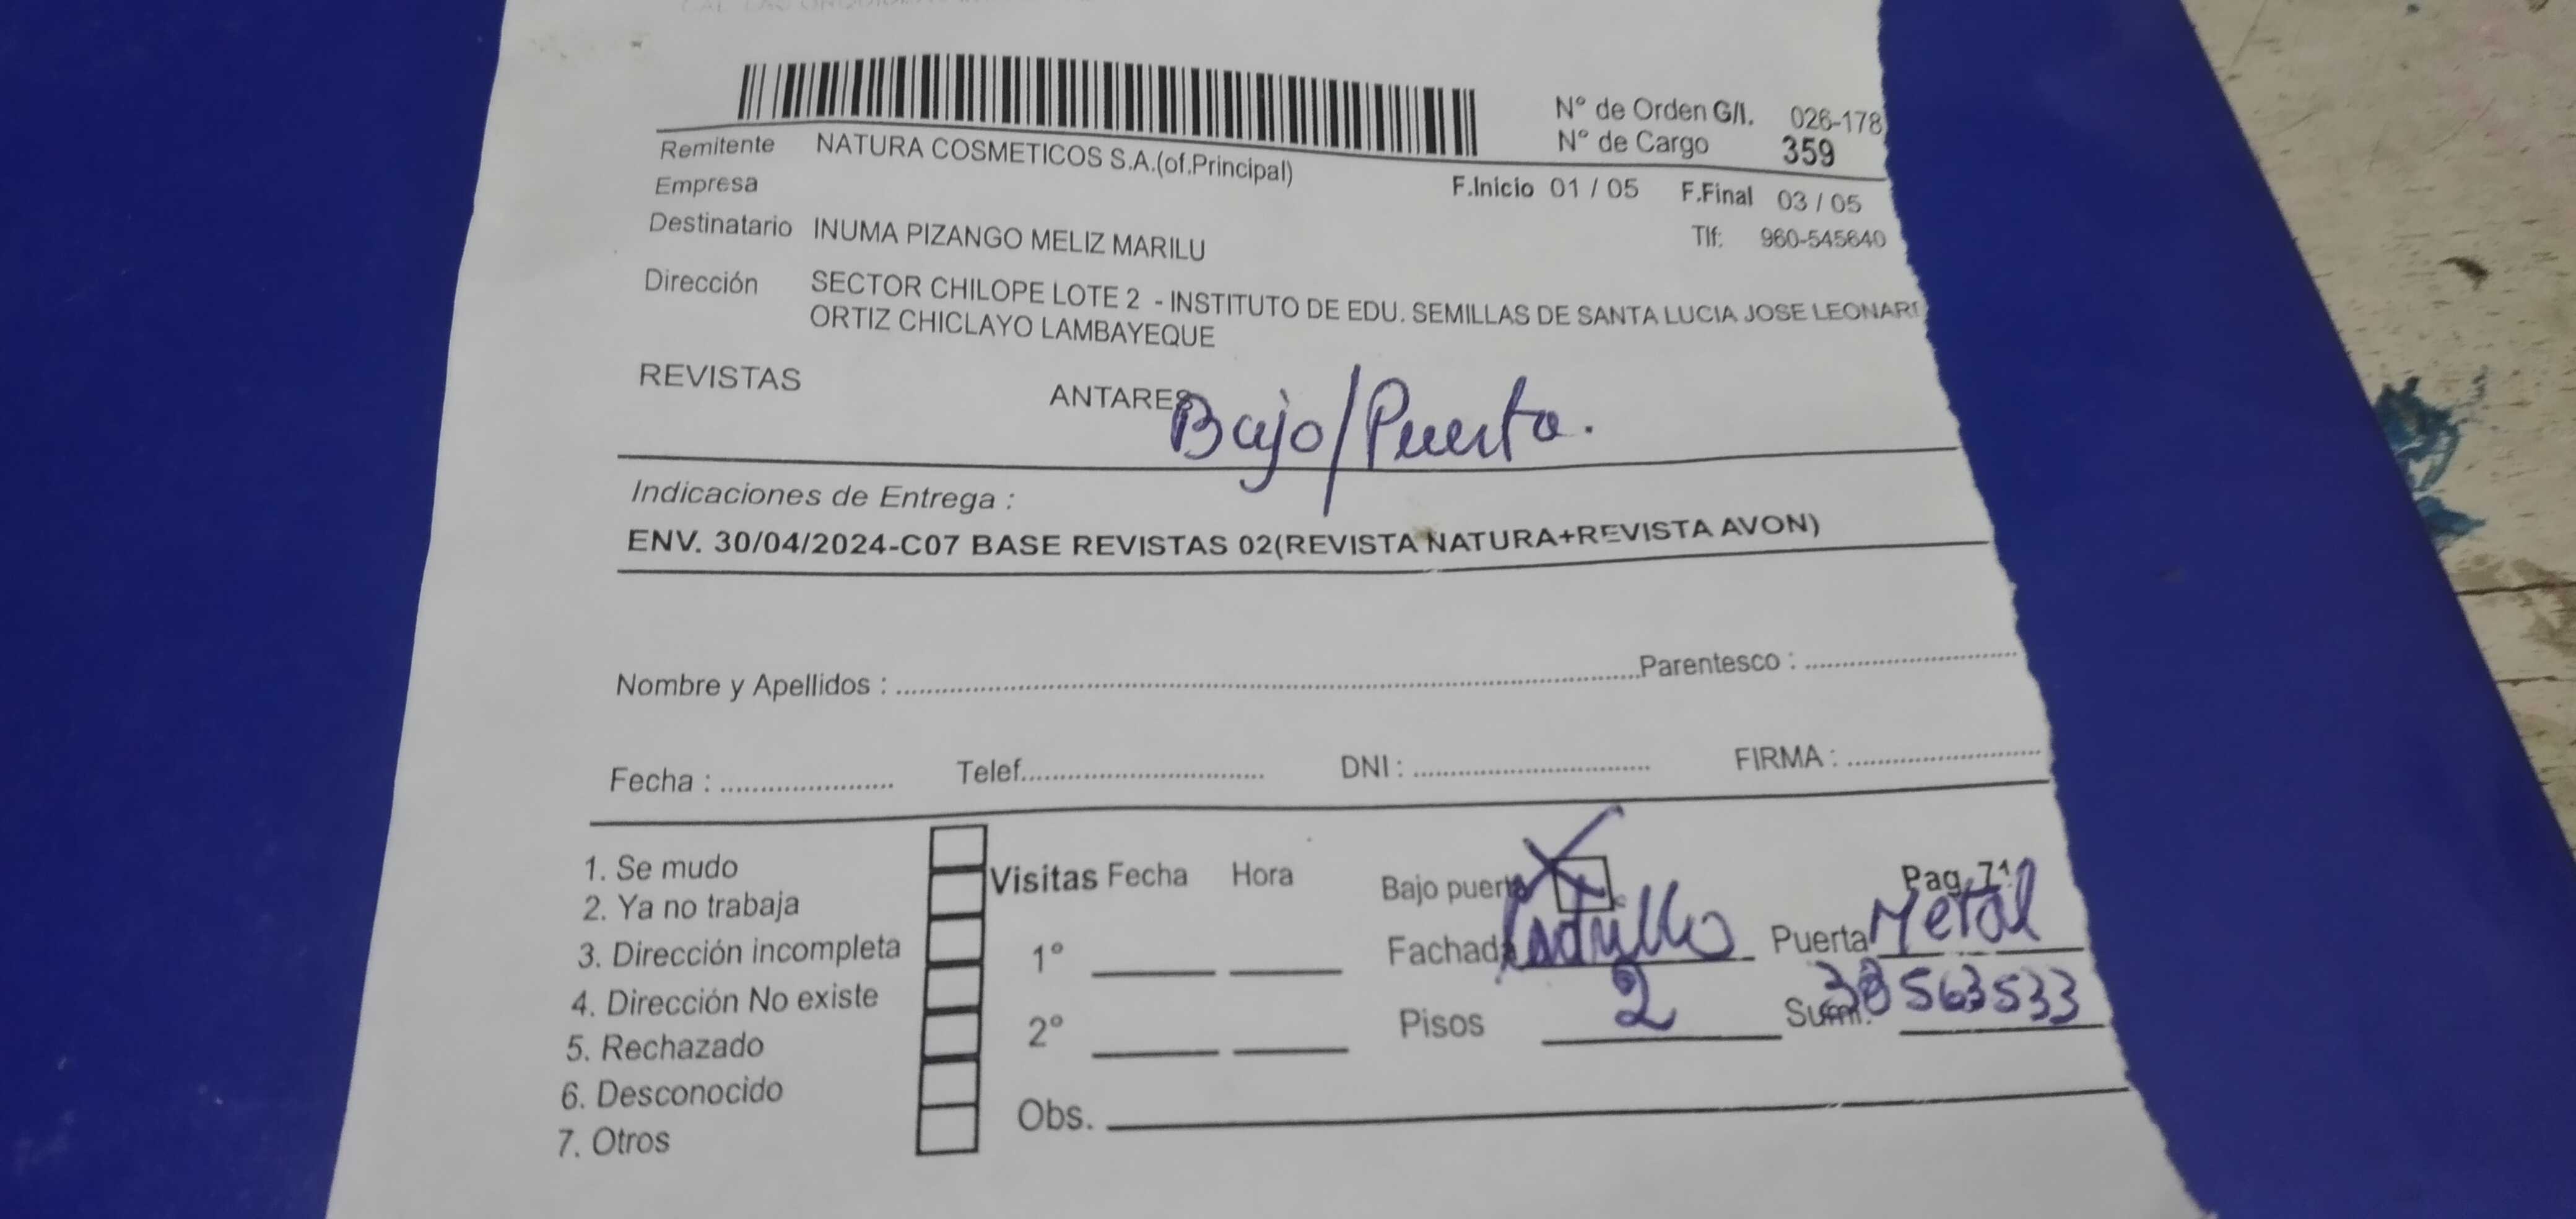 N° de Orden G/I. 026-178
N° de Cargo 359
Remitente NATURA COSMETICOS S.A.(of.Principal)
Empresa
F.Inicio 01 / 05 F.Final 03 / 05
Destinatario INUMA PIZANGO MELIZ MARILU
Tlf: 960-545640
Dirección SECTOR CHILOPE LOTE 2 - INSTITUTO DE EDU. SEMILLAS DE SANTA LUCIA JOSE LEONAR
ORTIZ CHICLAYO LAMBAYEQUE
REVISTAS ANTARES Bajo/Puerta.
Indicaciones de Entrega :
ENV. 30/04/2024-C07 BASE REVISTAS 02(REVISTA NATURA+REVISTA AVON)
Nombre y Apellidos : Parentesco :
Fecha : Telef. DNI : FIRMA :
1. Se mudo
2. Ya no trabaja
3. Dirección incompleta
4. Dirección No existe
5. Rechazado
6. Desconocido
7. Otros
Visitas Fecha Hora
1°
2°
Obs.
Bajo puerta X Pag.
Fachada Ladrillo Puerta Metal
Pisos 2 Sumi. 38563533